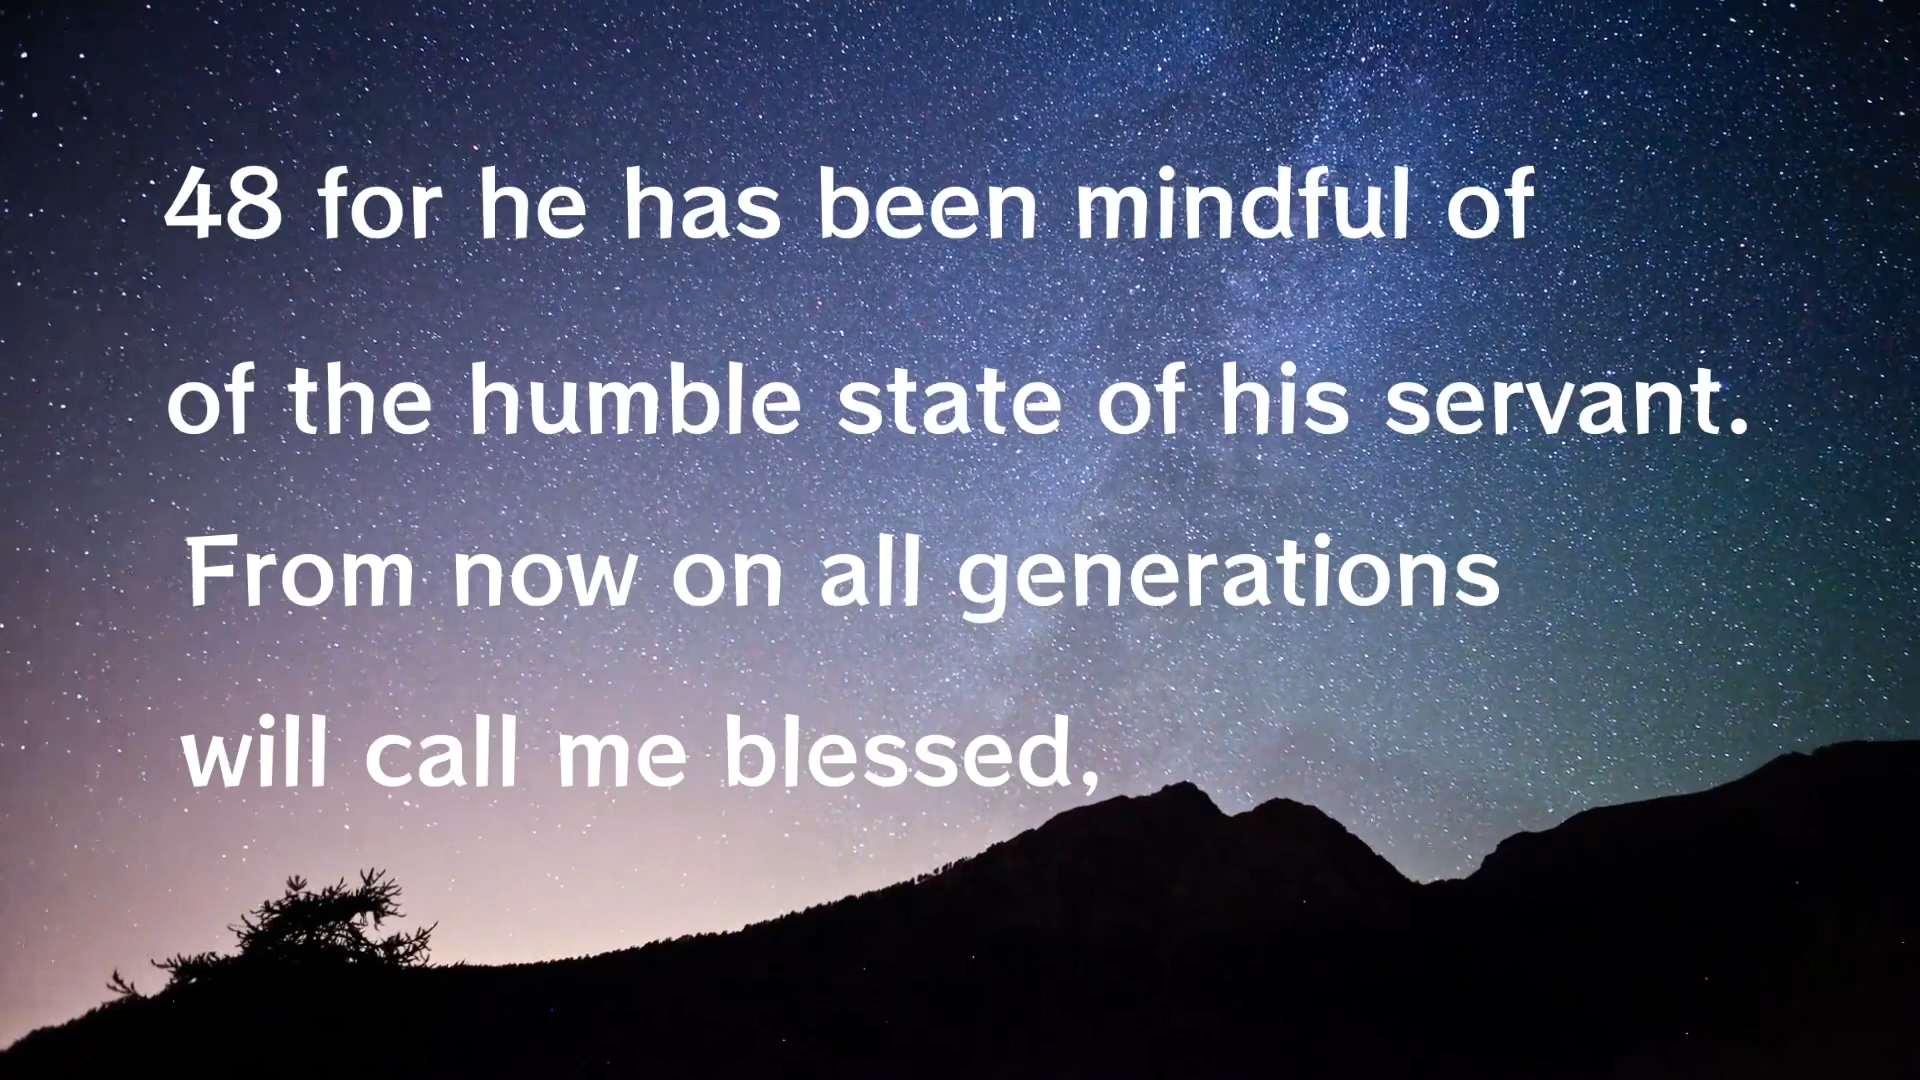 48 for he has been mindful of
of the humble state of his servant.
From now on all generations
will call me blessed,